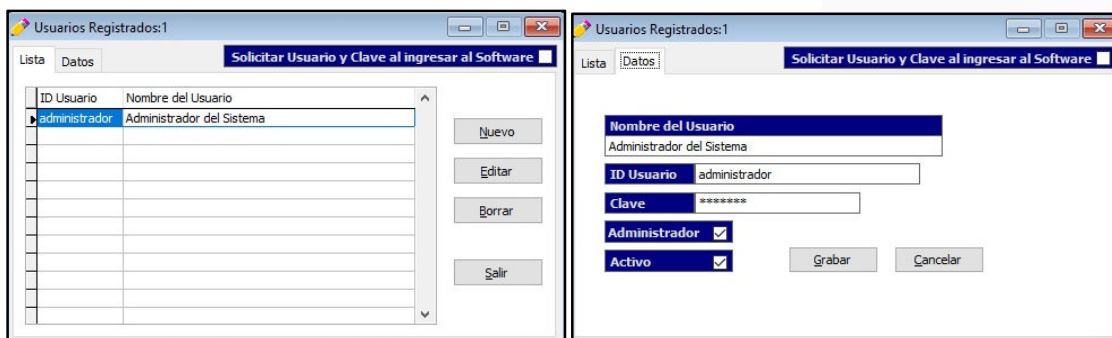 Usuarios Registrados:1
Lista Datos Solicitar Usuario y Clave al ingresar al Software
ID Usuario Nombre del Usuario
administrador Administrador del Sistema
Nuevo
Editar
Borrar
Salir
Usuarios Registrados:1
Lista Datos Solicitar Usuario y Clave al ingresar al Software
Nombre del Usuario
Administrador del Sistema
ID Usuario administrador
Clave *******
Administrador
Activo Grabar Cancelar